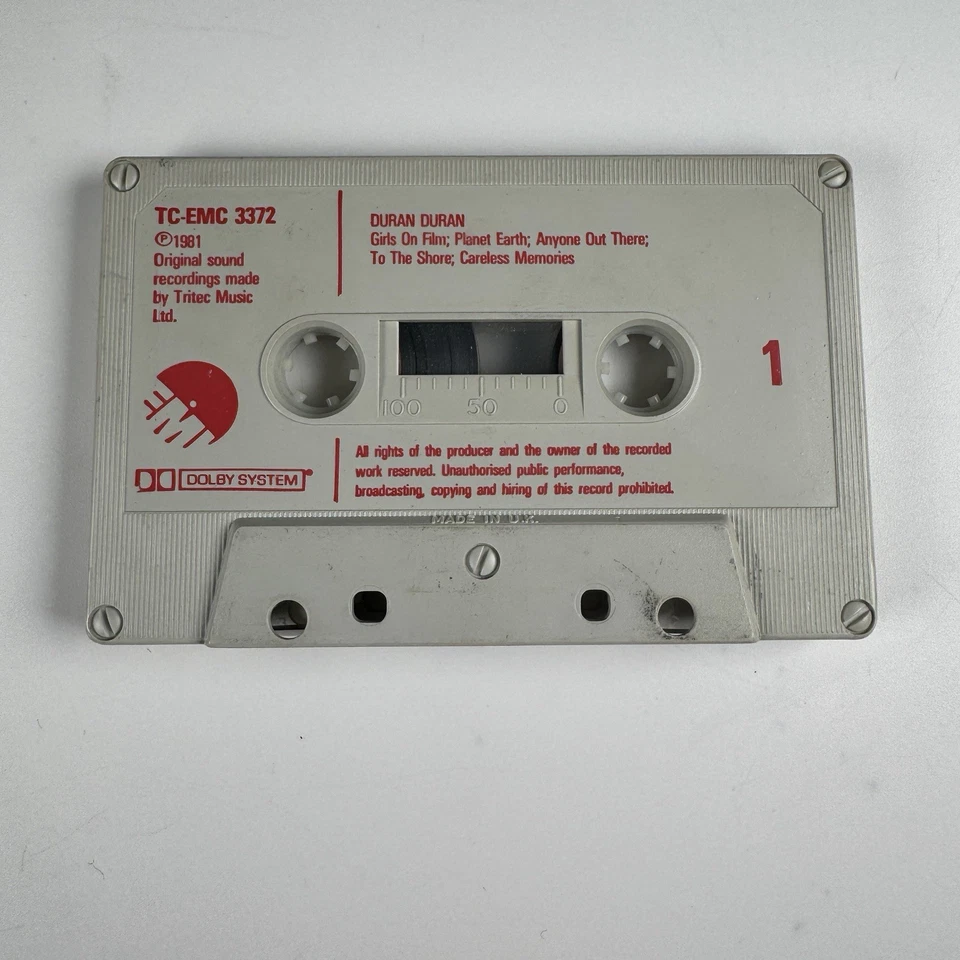 TC-EMC 3372
Ⓟ1981
Original sound
recordings made
by Tritec Music
Ltd.
DURAN DURAN
Girls On Film; Planet Earth; Anyone Out There;
To The Shore; Careless Memories
1
100 50 0
EMI
DOLBY SYSTEM
All rights of the producer and the owner of the recorded
work reserved. Unauthorised public performance,
broadcasting, copying and hiring of this record prohibited.
MADE IN U.K.